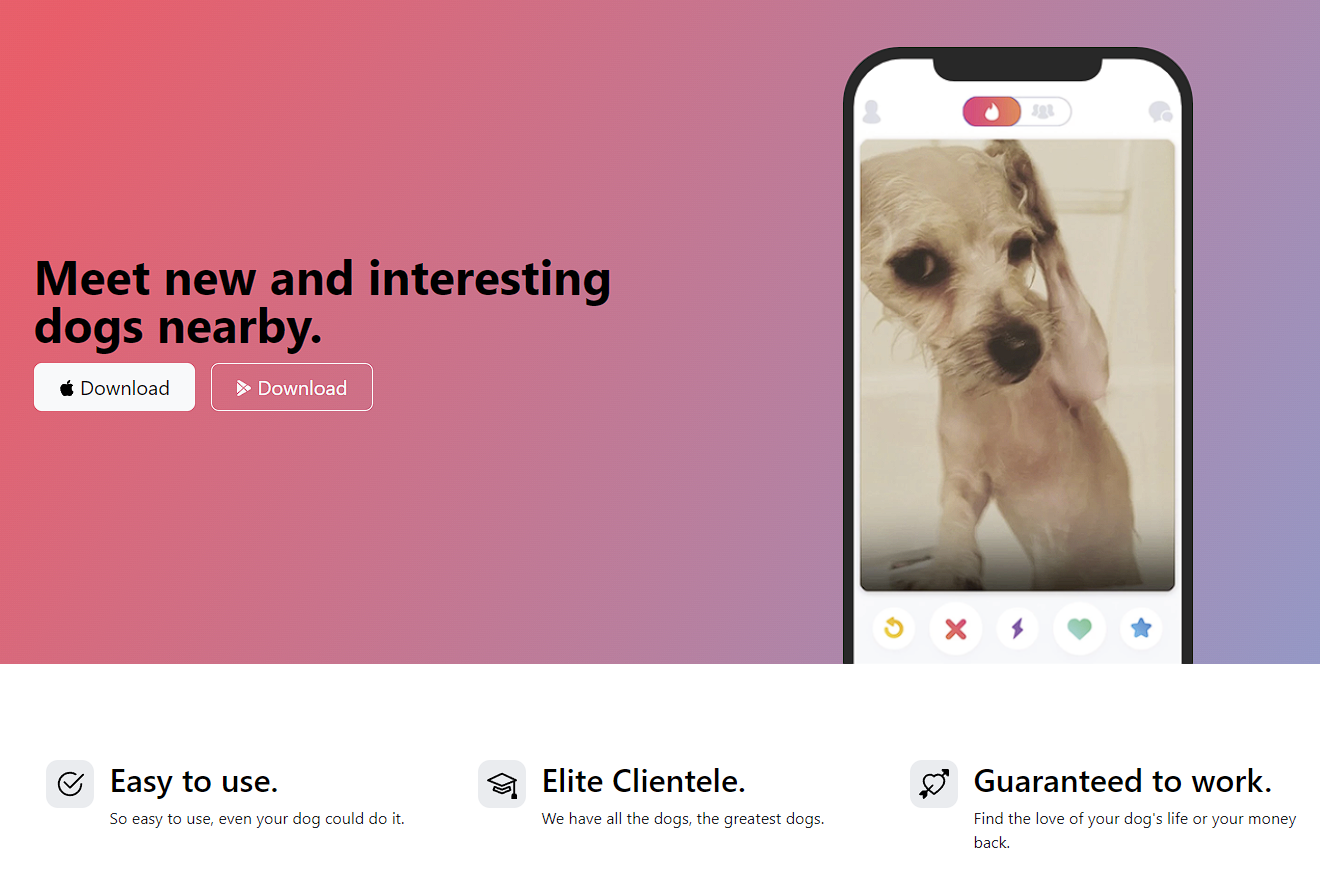 Meet new and interesting
dogs nearby.
Download
Download
Easy to use.
So easy to use, even your dog could do it.
Elite Clientele.
We have all the dogs, the greatest dogs.
Guaranteed to work.
Find the love of your dog's life or your money
back.